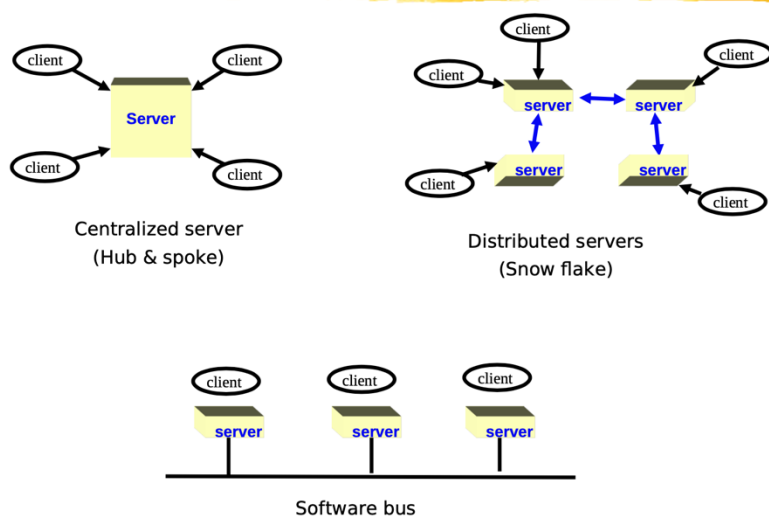 client
client
Server
client
client
Centralized server
(Hub & spoke)
client
client
client
server
server
server
server
client
client
Distributed servers
(Snow flake)
client
client
client
server
server
server
Software bus